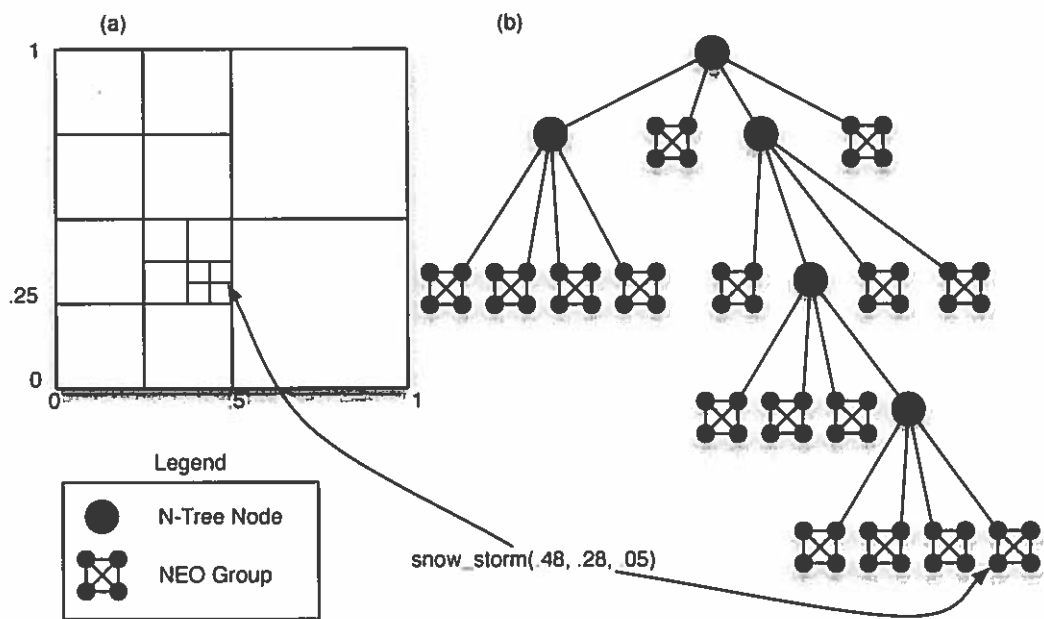 (a)
(b)
1
.25
0
0
.5
1
Legend
N-Tree Node
NEO Group
snow_storm(.48, .28, .05)